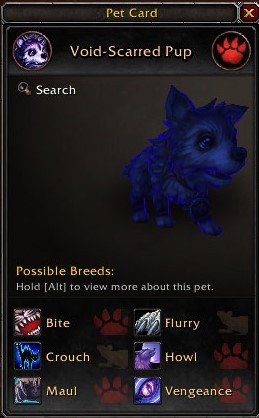 Pet Card
Void-Scarred Pup
Search
Possible Breeds:
Hold [Alt] to view more about this pet.
Bite
Flurry
Crouch
Howl
Maul
Vengeance